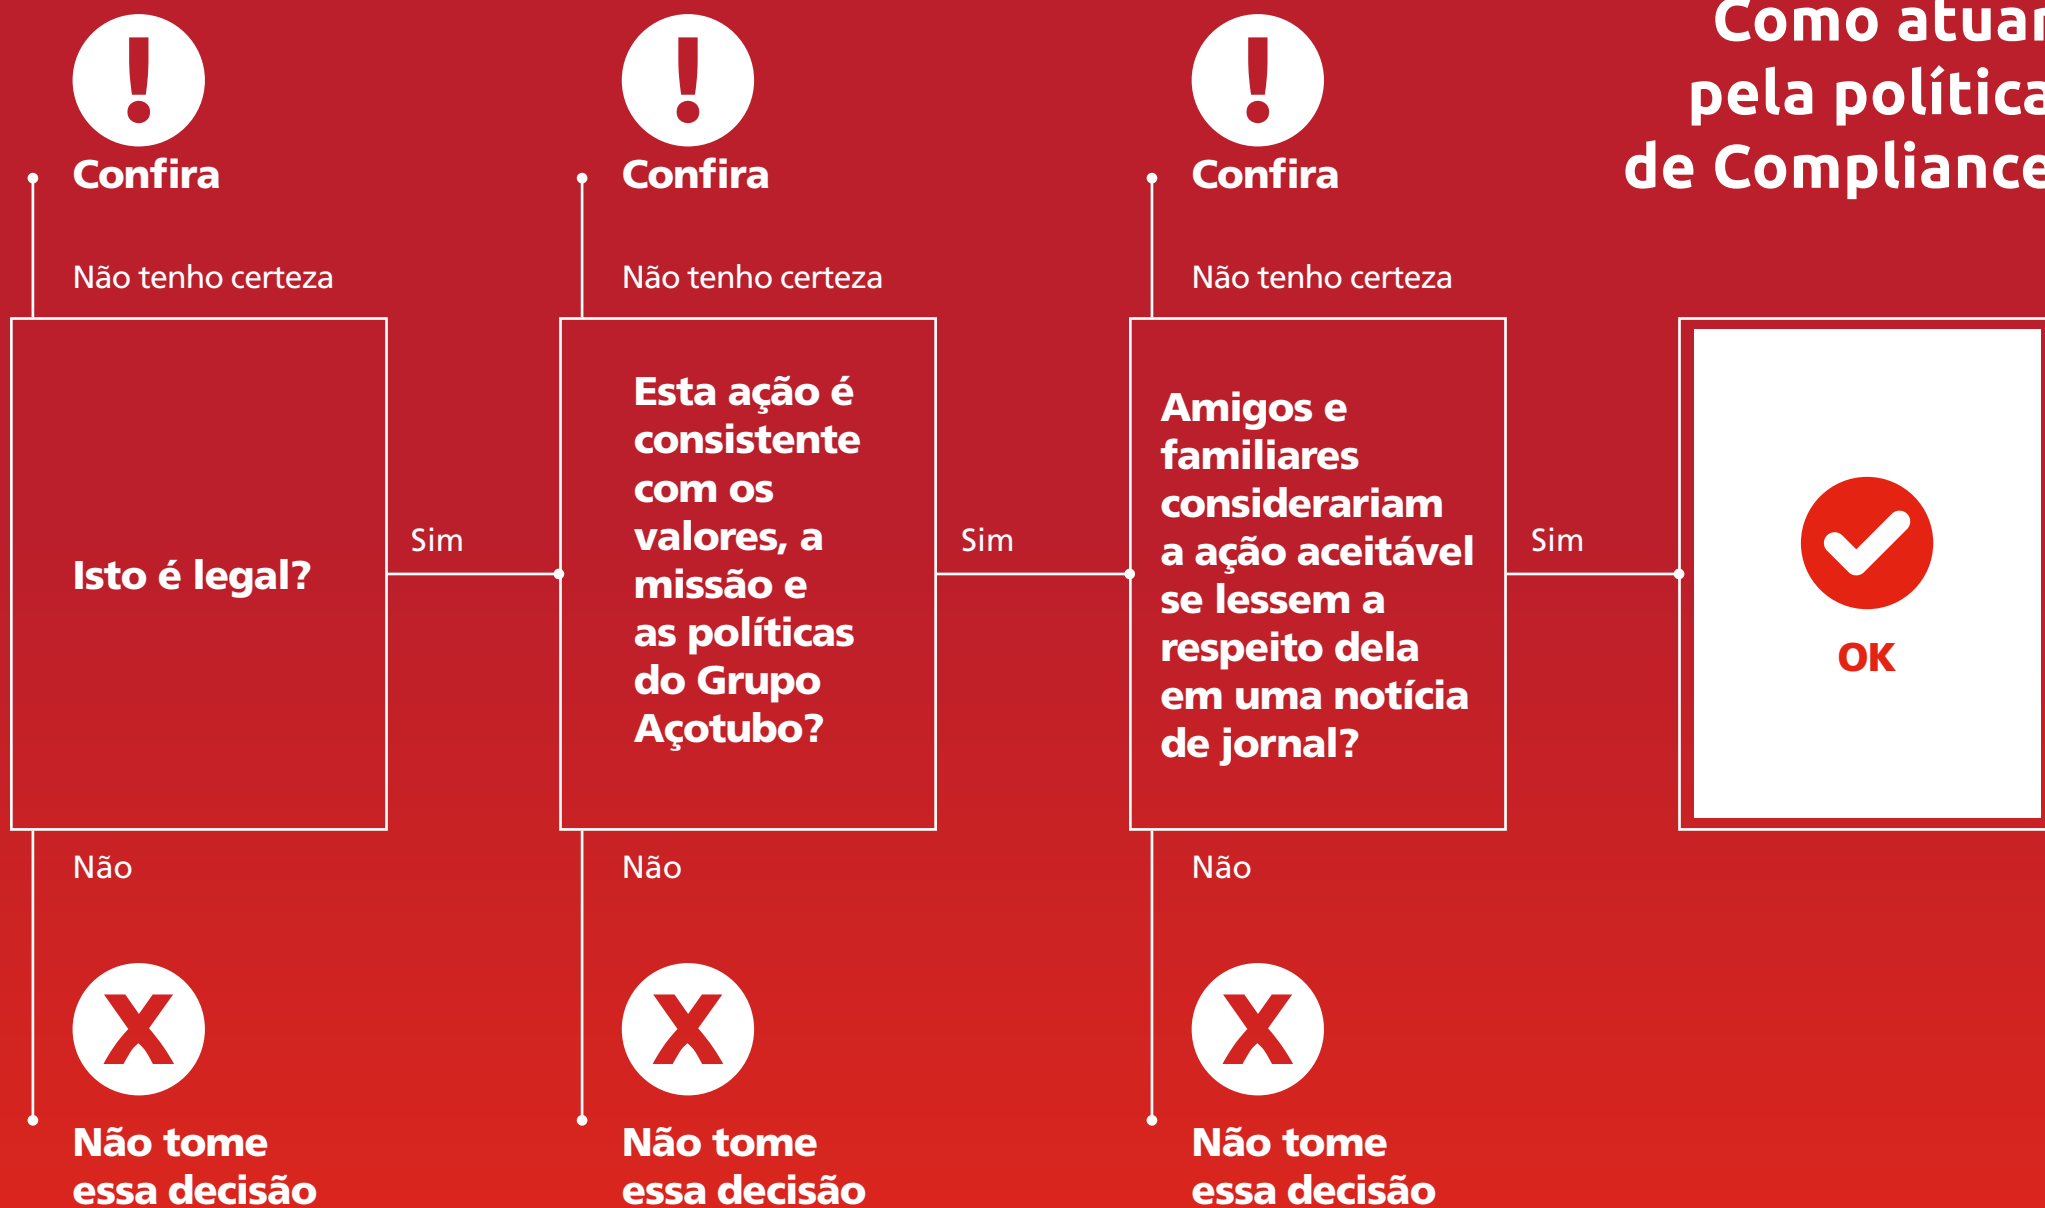 Como atuar
pela política
de Compliance
Confira
Não tenho certeza
Isto é legal?
Sim
Não
X
Não tome
essa decisão
Confira
Não tenho certeza
Esta ação é
consistente
com os
valores, a
missão e
as políticas
do Grupo
Açotubo?
Sim
Não
X
Não tome
essa decisão
Confira
Não tenho certeza
Amigos e
familiares
considerariam
a ação aceitável
se lessem a
respeito dela
em uma notícia
de jornal?
Sim
Não
X
Não tome
essa decisão
OK